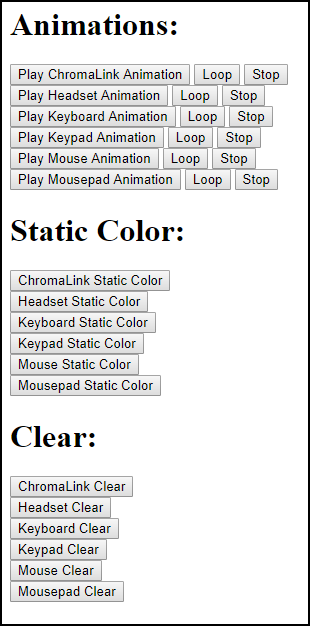 Animations:
Play ChromaLink Animation Loop Stop
Play Headset Animation Loop Stop
Play Keyboard Animation Loop Stop
Play Keypad Animation Loop Stop
Play Mouse Animation Loop Stop
Play Mousepad Animation Loop Stop
Static Color:
ChromaLink Static Color
Headset Static Color
Keyboard Static Color
Keypad Static Color
Mouse Static Color
Mousepad Static Color
Clear:
ChromaLink Clear
Headset Clear
Keyboard Clear
Keypad Clear
Mouse Clear
Mousepad Clear